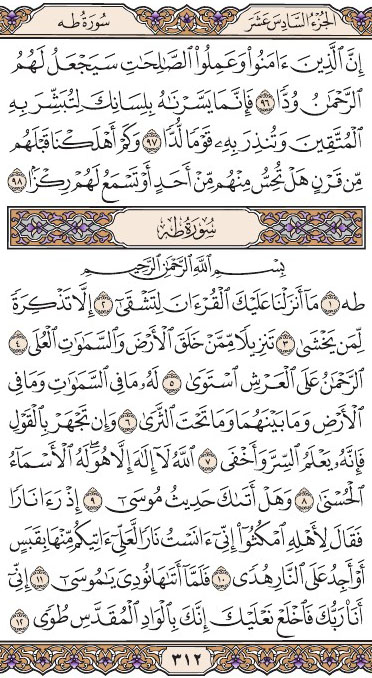 الجزء السادس عشر
سورة طه
إِنَّ ٱلَّذِينَ ءَامَنُوا۟ وَعَمِلُوا۟ ٱلصَّـٰلِحَـٰتِ سَيَجْعَلُ لَهُمُ
ٱلرَّحْمَـٰنُ وُدًّا ٩٦ فَإِنَّمَا يَسَّرْنَـٰهُ بِلِسَانِكَ لِتُبَشِّرَ بِهِ
ٱلْمُتَّقِينَ وَتُنذِرَ بِهِۦ قَوْمًا لُّدًّا ٩٧ وَكَمْ أَهْلَكْنَا قَبْلَهُم
مِّن قَرْنٍ هَلْ تُحِسُّ مِنْهُم مِّنْ أَحَدٍ أَوْ تَسْمَعُ لَهُمْ رِكْزًۢا ٩٨
سُورَةُ طه
بِسْمِ ٱللَّهِ ٱلرَّحْمَـٰنِ ٱلرَّحِيمِ
طه ١ مَآ أَنزَلْنَا عَلَيْكَ ٱلْقُرْءَانَ لِتَشْقَىٰٓ ٢ إِلَّا تَذْكِرَةً
لِّمَن يَخْشَىٰ ٣ تَنزِيلًا مِّمَّنْ خَلَقَ ٱلْأَرْضَ وَٱلسَّمَـٰوَٰتِ ٱلْعُلَى ٤
ٱلرَّحْمَـٰنُ عَلَى ٱلْعَرْشِ ٱسْتَوَىٰ ٥ لَهُۥ مَا فِى ٱلسَّمَـٰوَٰتِ وَمَا فِى
ٱلْأَرْضِ وَمَا بَيْنَهُمَا وَمَا تَحْتَ ٱلثَّرَىٰ ٦ وَإِن تَجْهَرْ بِٱلْقَوْلِ
فَإِنَّهُۥ يَعْلَمُ ٱلسِّرَّ وَأَخْفَى ٧ ٱللَّهُ لَآ إِلَـٰهَ إِلَّا هُوَ ۖ لَهُ ٱلْأَسْمَآءُ
ٱلْحُسْنَىٰ ٨ وَهَلْ أَتَىٰكَ حَدِيثُ مُوسَىٰٓ ٩ إِذْ رَءَا نَارًا
فَقَالَ لِأَهْلِهِ ٱمْكُثُوٓا۟ إِنِّىٓ ءَانَسْتُ نَارًا لَّعَلِّىٓ ءَاتِيكُم مِّنْهَا بِقَبَسٍ
أَوْ أَجِدُ عَلَى ٱلنَّارِ هُدًى ١٠ فَلَمَّآ أَتَىٰهَا نُودِىَ يَـٰمُوسَىٰٓ ١١ إِنِّىٓ
أَنَا۠ رَبُّكَ فَٱخْلَعْ نَعْلَيْكَ ۖ إِنَّكَ بِٱلْوَادِ ٱلْمُقَدَّسِ طُوًى ١٢
٣١٢